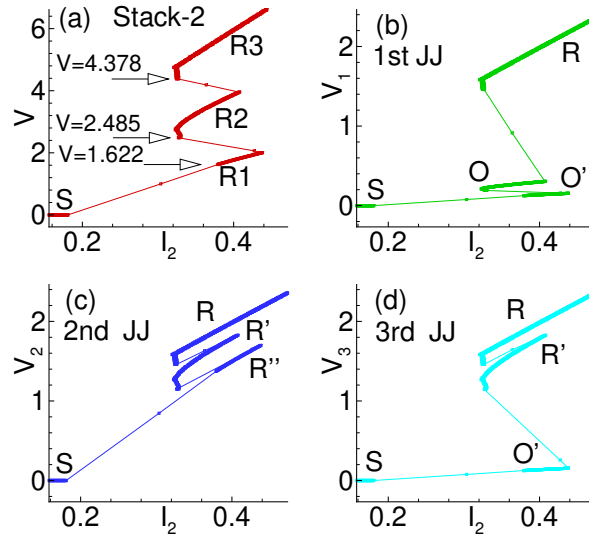 (a) Stack-2
V=4.378
V=2.485
V=1.622
R3
R2
R1
S
V
6
4
2
0
0.2
0.4
I2
(b)
1st JJ
R
O
O'
S
V1
2
1
0
0.2
0.4
I2
(c)
2nd JJ
R
R'
R''
S
V2
2
1
0
0.2
0.4
I2
(d)
3rd JJ
R
R'
O'
S
V3
2
1
0
0.2
0.4
I2